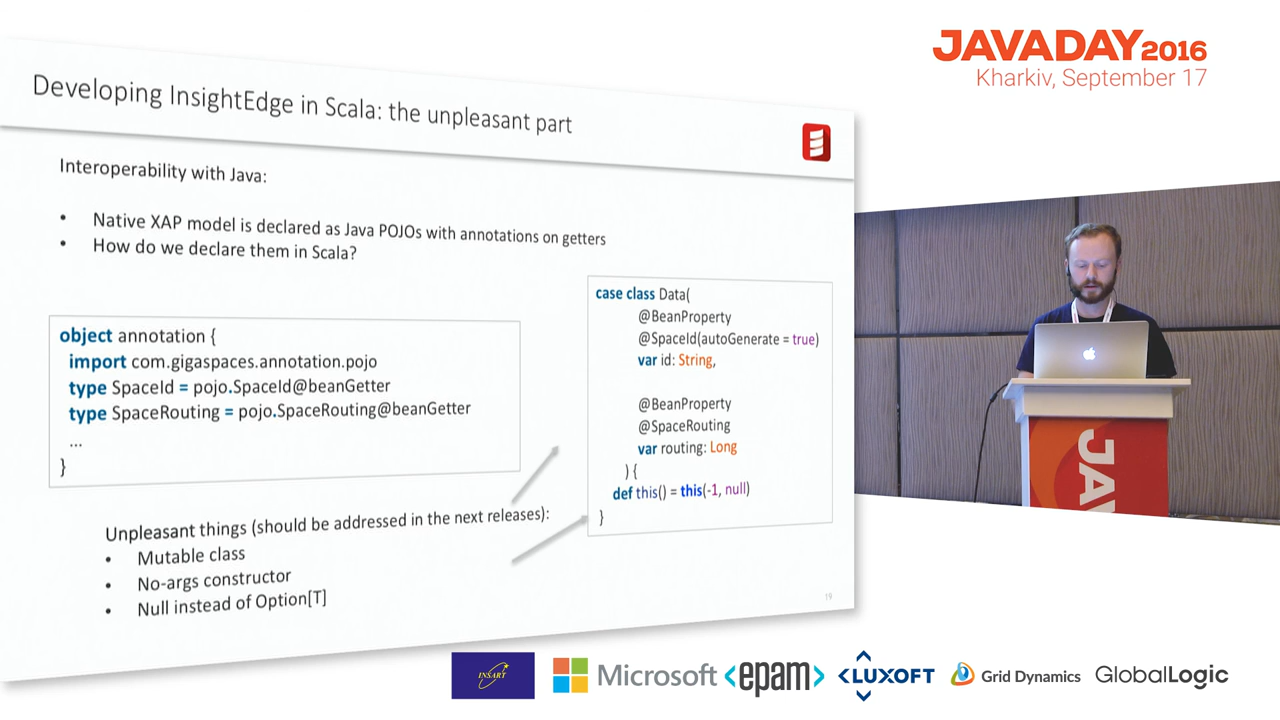 JAVADAY2016
Kharkiv, September 17
Developing InsightEdge in Scala: the unpleasant part
Interoperability with Java:
• Native XAP model is declared as Java POJOs with annotations on getters
• How do we declare them in Scala?
object annotation {
import com.gigaspaces.annotation.pojo
type SpaceId = pojo.SpaceId@beanGetter
type SpaceRouting = pojo.SpaceRouting@beanGetter
...
}
case class Data(
@BeanProperty
@SpaceId(autoGenerate = true)
var id: String,
@BeanProperty
@SpaceRouting
var routing: Long
) {
def this() = this(-1, null)
}
Unpleasant things (should be addressed in the next releases):
• Mutable class
• No-args constructor
• Null instead of Option[T]
19
JA
INSART
Microsoft
<epam>
<LUXOFT
Grid Dynamics
GlobalLogic